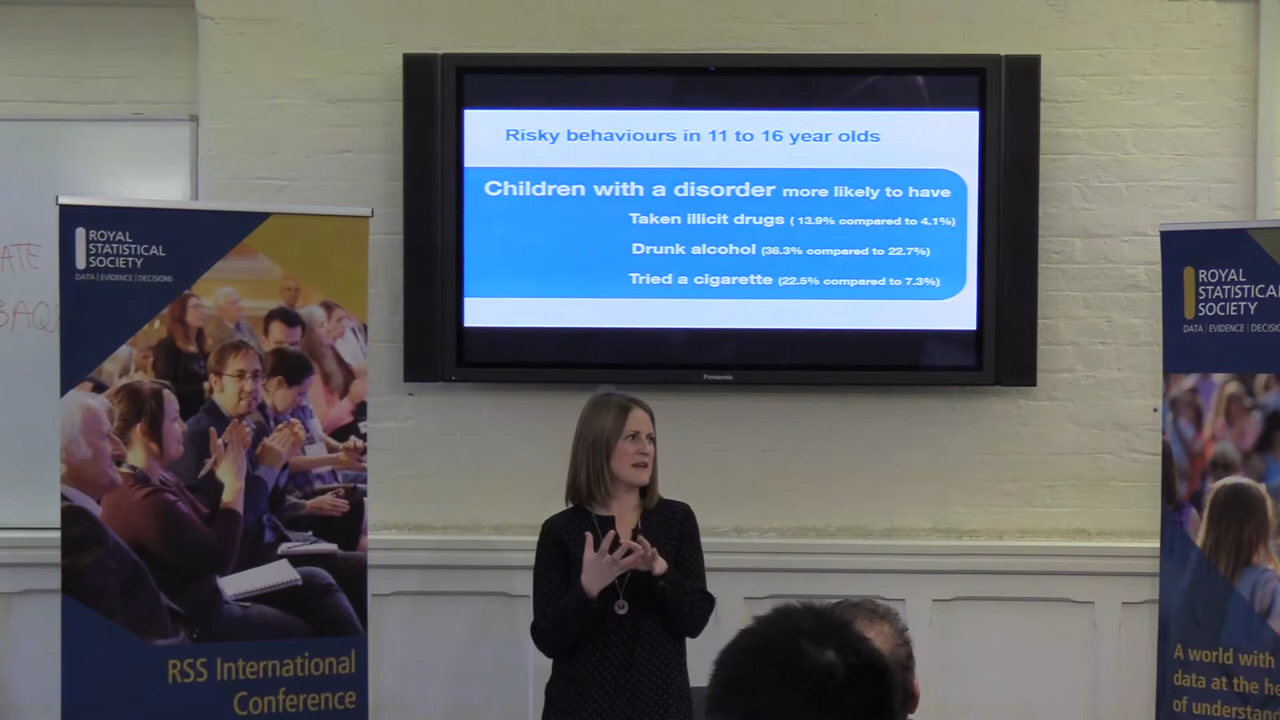 Risky behaviours in 11 to 16 year olds
Children with a disorder more likely to have
Taken illicit drugs ( 13.9% compared to 4.1%)
Drunk alcohol (36.3% compared to 22.7%)
Tried a cigarette (22.5% compared to 7.3%)
Panasonic
ATE
BAQ
ROYAL
STATISTICAL
SOCIETY
DATA | EVIDENCE | DECISIONS
RSS International
Conference
ROYAL
STATISTICAL
SOCIETY
DATA | EVIDENCE | DECISIO
A world with
data at the he
of understan